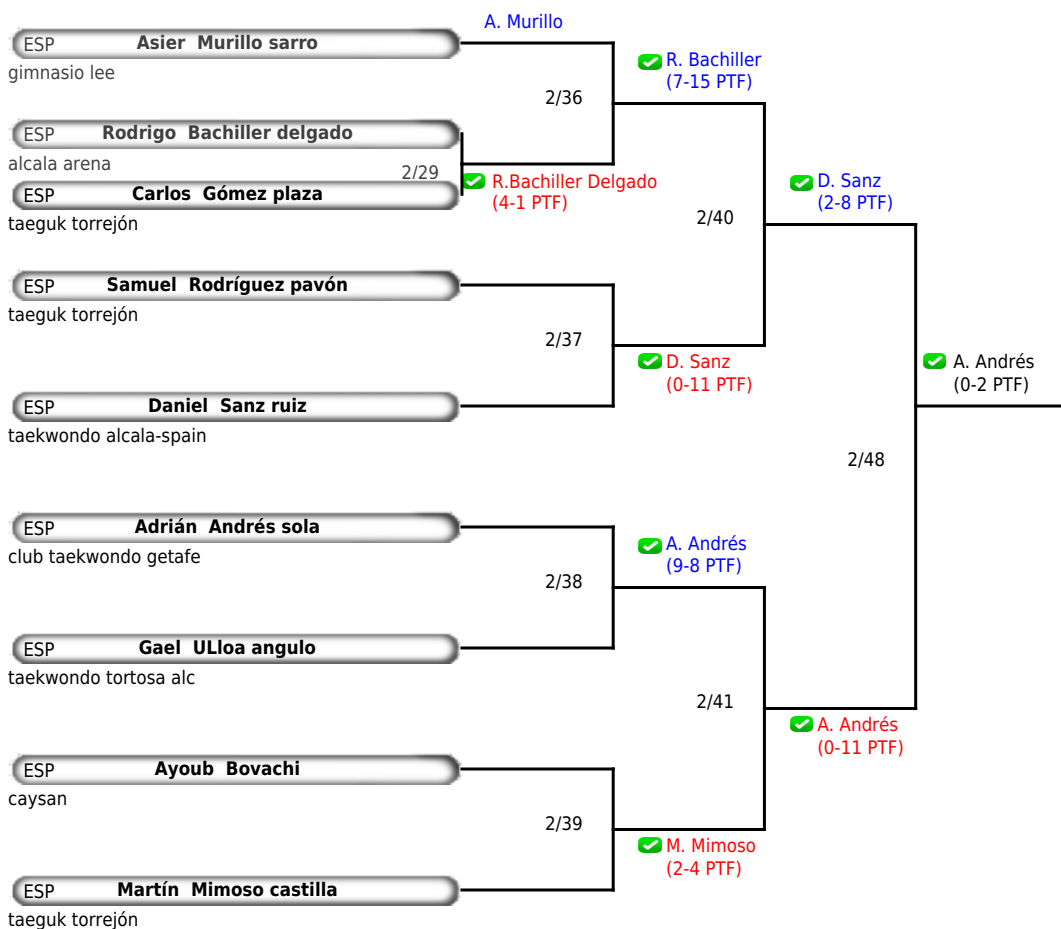 A. Murillo
ESP Asier Murillo sarro
gimnasio lee
R. Bachiller
(7-15 PTF)
2/36
ESP Rodrigo Bachiller delgado
alcala arena
2/29
R.Bachiller Delgado
(4-1 PTF)
ESP Carlos Gómez plaza
taeguk torrejón
D. Sanz
(2-8 PTF)
2/40
ESP Samuel Rodríguez pavón
taeguk torrejón
2/37
D. Sanz
(0-11 PTF)
A. Andrés
(0-2 PTF)
ESP Daniel Sanz ruiz
taekwondo alcala-spain
2/48
ESP Adrián Andrés sola
club taekwondo getafe
A. Andrés
(9-8 PTF)
2/38
ESP Gael ULloa angulo
taekwondo tortosa alc
2/41
A. Andrés
(0-11 PTF)
ESP Ayoub Bovachi
caysan
2/39
M. Mimoso
(2-4 PTF)
ESP Martín Mimoso castilla
taeguk torrejón